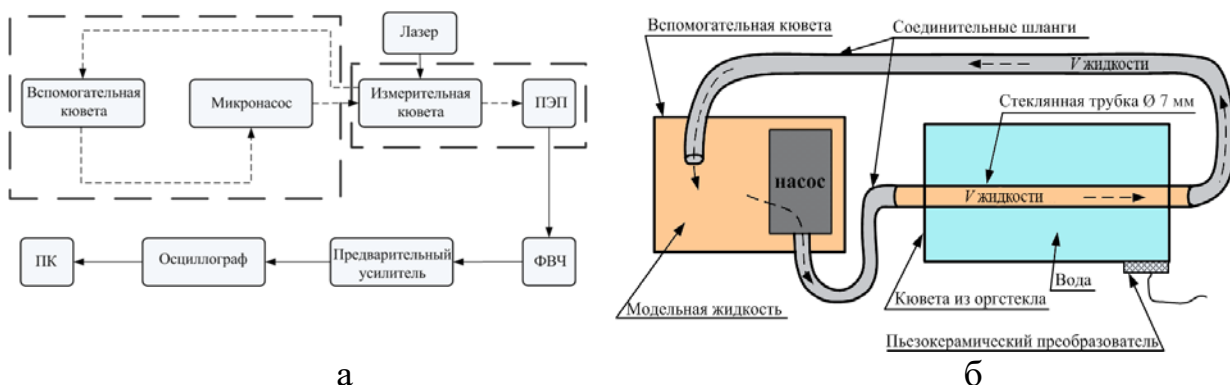 Лазер
Вспомогательная
кювета
Микронасос
Измерительная
кювета
ПЭП
ПК
Осциллограф
Предварительный
усилитель
ФВЧ
а
Вспомогательная кювета
Соединительные шланги
V жидкости
Стеклянная трубка Ø 7 мм
насос
V жидкости
Вода
Модельная жидкость
Кювета из оргстекла
Пьезокерамический преобразователь
б